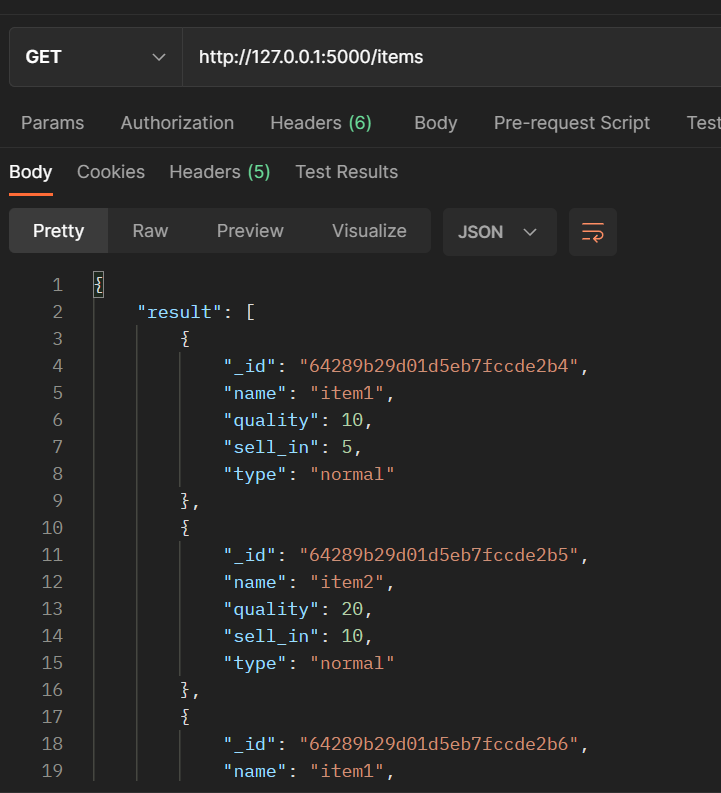 GET http://127.0.0.1:5000/items
Params Authorization Headers (6) Body Pre-request Script Test
Body Cookies Headers (5) Test Results
Pretty Raw Preview Visualize JSON
1 {
2 "result": [
3 {
4 "_id": "64289b29d01d5eb7fccde2b4",
5 "name": "item1",
6 "quality": 10,
7 "sell_in": 5,
8 "type": "normal"
9 },
10 {
11 "_id": "64289b29d01d5eb7fccde2b5",
12 "name": "item2",
13 "quality": 20,
14 "sell_in": 10,
15 "type": "normal"
16 },
17 {
18 "_id": "64289b29d01d5eb7fccde2b6",
19 "name": "item1",